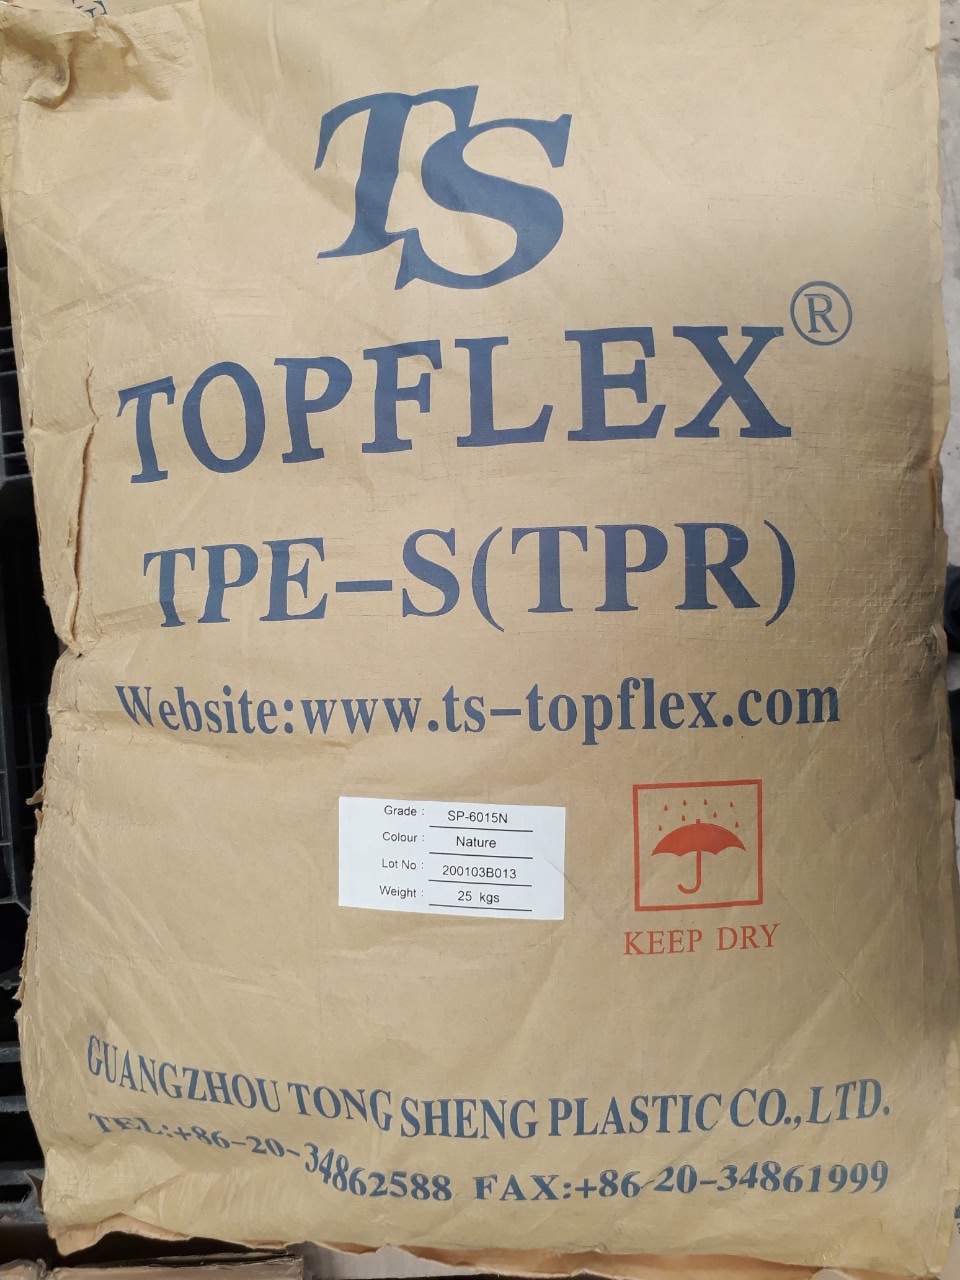 TS
TOPFLEX®
TPE-S(TPR)
Website:www.ts-topflex.com
Grade : SP-6015N
Colour : Nature
Lot No : 200103B013
Weight : 25 kgs
KEEP DRY
GUANGZHOU TONG SHENG PLASTIC CO.,LTD.
TEL:+86-20-34862588 FAX:+86-20-34861999